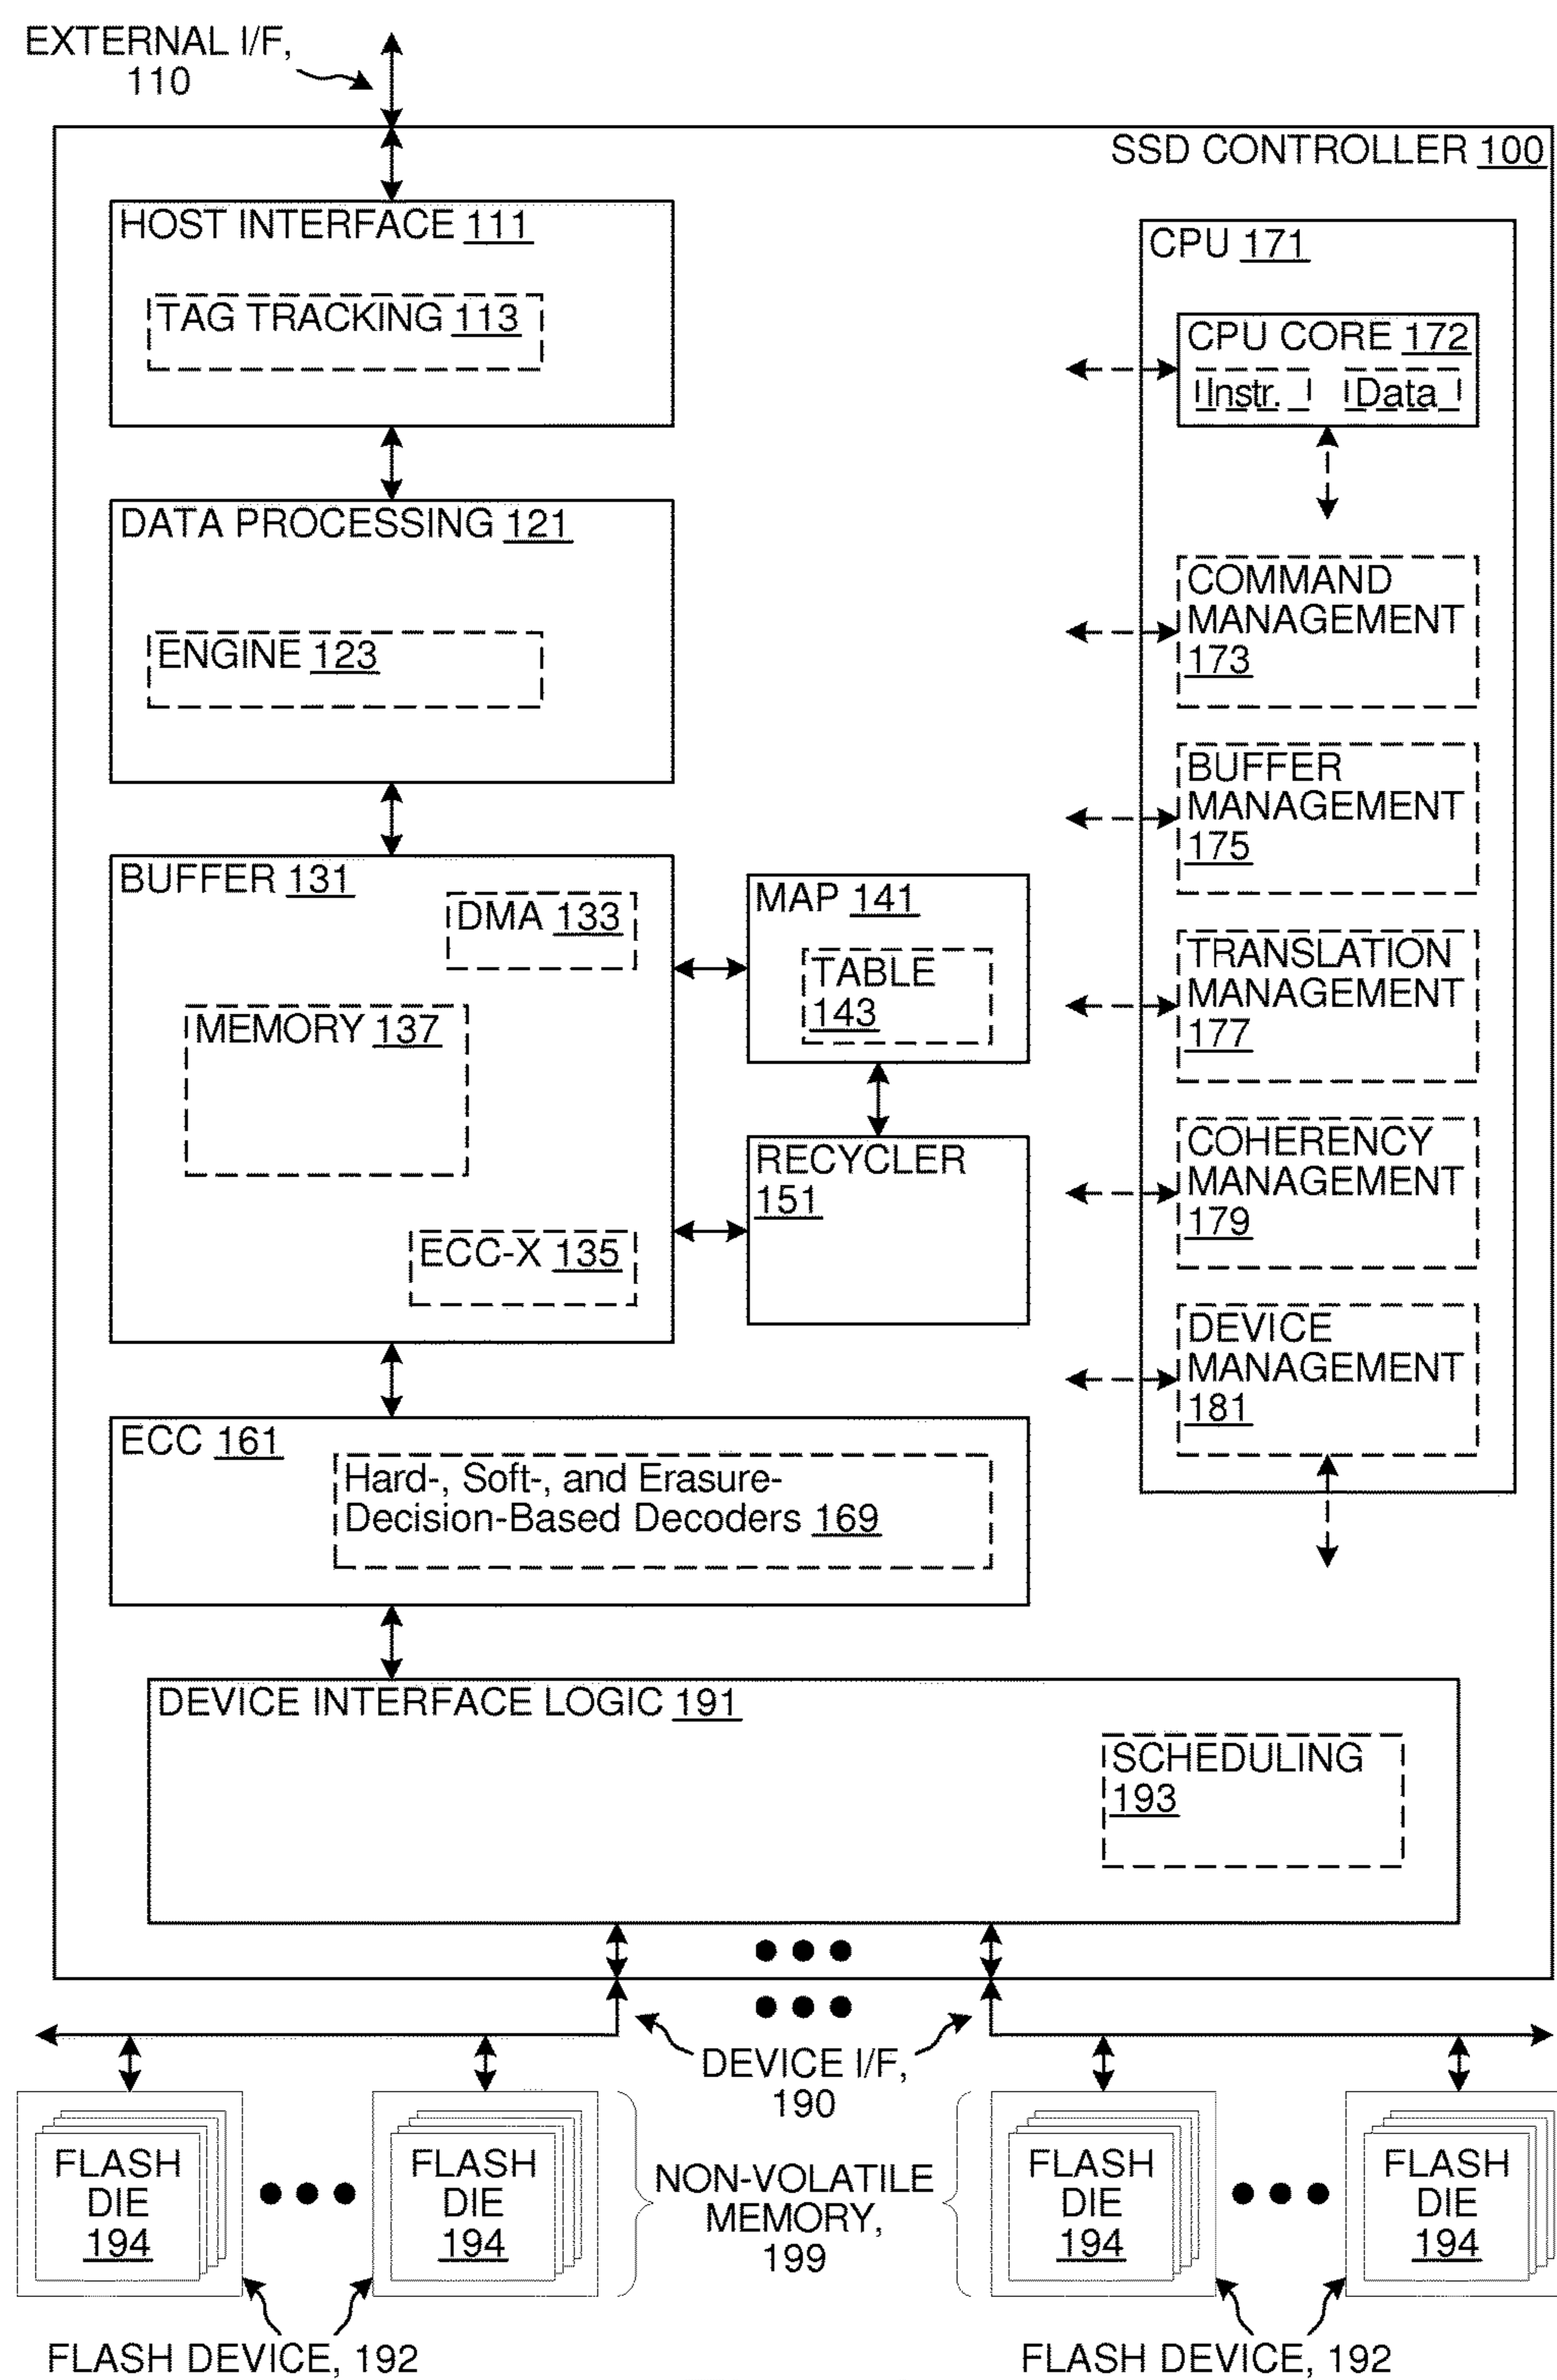 EXTERNAL I/F,
110
SSD CONTROLLER 100
HOST INTERFACE 111
TAG TRACKING 113
DATA PROCESSING 121
ENGINE 123
BUFFER 131
DMA 133
MEMORY 137
ECC-X 135
MAP 141
TABLE
143
RECYCLER
151
ECC 161
Hard-, Soft-, and Erasure-
Decision-Based Decoders 169
CPU 171
CPU CORE 172
Instr.
Data
COMMAND
MANAGEMENT
173
BUFFER
MANAGEMENT
175
TRANSLATION
MANAGEMENT
177
COHERENCY
MANAGEMENT
179
DEVICE
MANAGEMENT
181
DEVICE INTERFACE LOGIC 191
SCHEDULING
193
DEVICE I/F,
190
FLASH
DIE
194
FLASH
DIE
194
NON-VOLATILE
MEMORY,
199
FLASH
DIE
194
FLASH
DIE
194
FLASH DEVICE, 192
FLASH DEVICE, 192